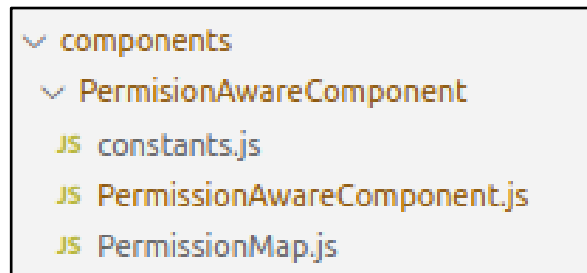 components
PermisionAwareComponent
JS constants.js
JS PermissionAwareComponent.js
JS PermissionMap.js